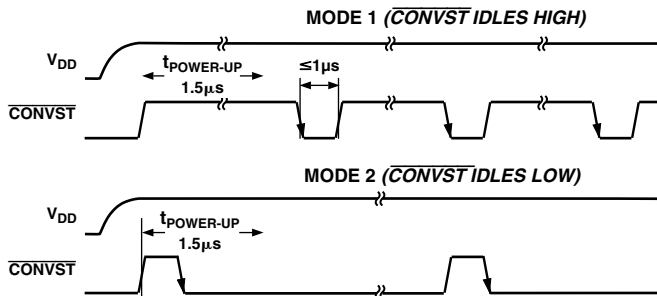 MODE 1 (CONVST IDLES HIGH)
VDD
tPOWER-UP
1.5μs
≤1μs
CONVST
MODE 2 (CONVST IDLES LOW)
VDD
tPOWER-UP
1.5μs
CONVST